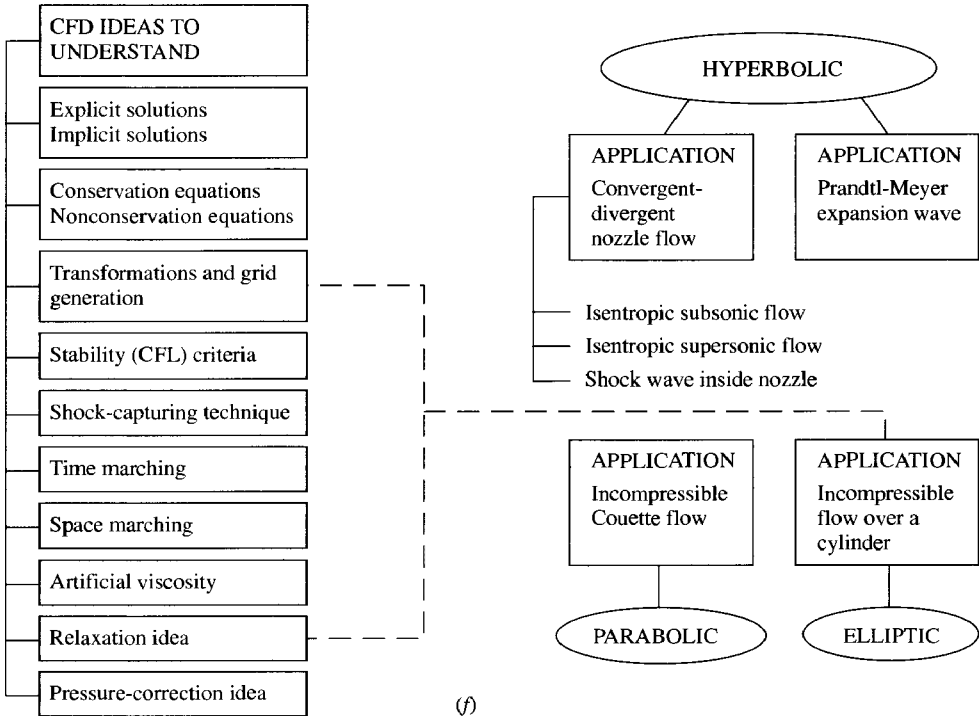 CFD IDEAS TO
UNDERSTAND
Explicit solutions
Implicit solutions
Conservation equations
Nonconservation equations
Transformations and grid
generation
Stability (CFL) criteria
Shock-capturing technique
Time marching
Space marching
Artificial viscosity
Relaxation idea
Pressure-correction idea
HYPERBOLIC
APPLICATION
Convergent-
divergent
nozzle flow
APPLICATION
Prandtl-Meyer
expansion wave
Isentropic subsonic flow
Isentropic supersonic flow
Shock wave inside nozzle
APPLICATION
Incompressible
Couette flow
APPLICATION
Incompressible
flow over a
cylinder
PARABOLIC
ELLIPTIC
(f)